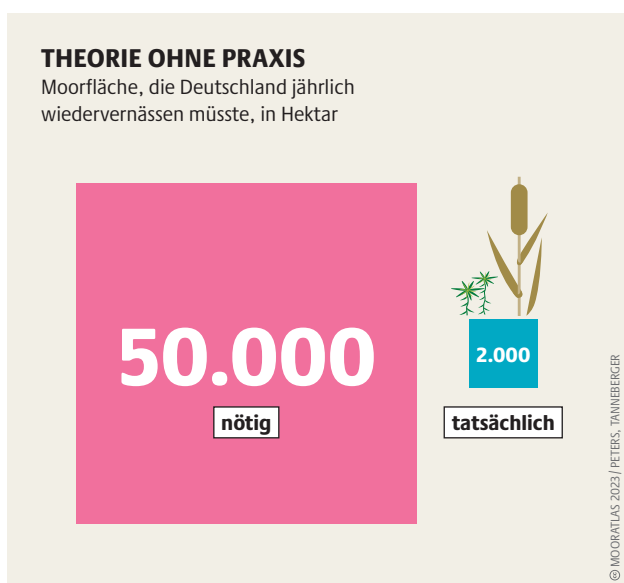 THEORIE OHNE PRAXIS
Moorfläche, die Deutschland jährlich
wiedervernässen müsste, in Hektar
50.000
nötig
2.000
tatsächlich
MOORATLAS 2023 / PETERS, TANNEBERGER